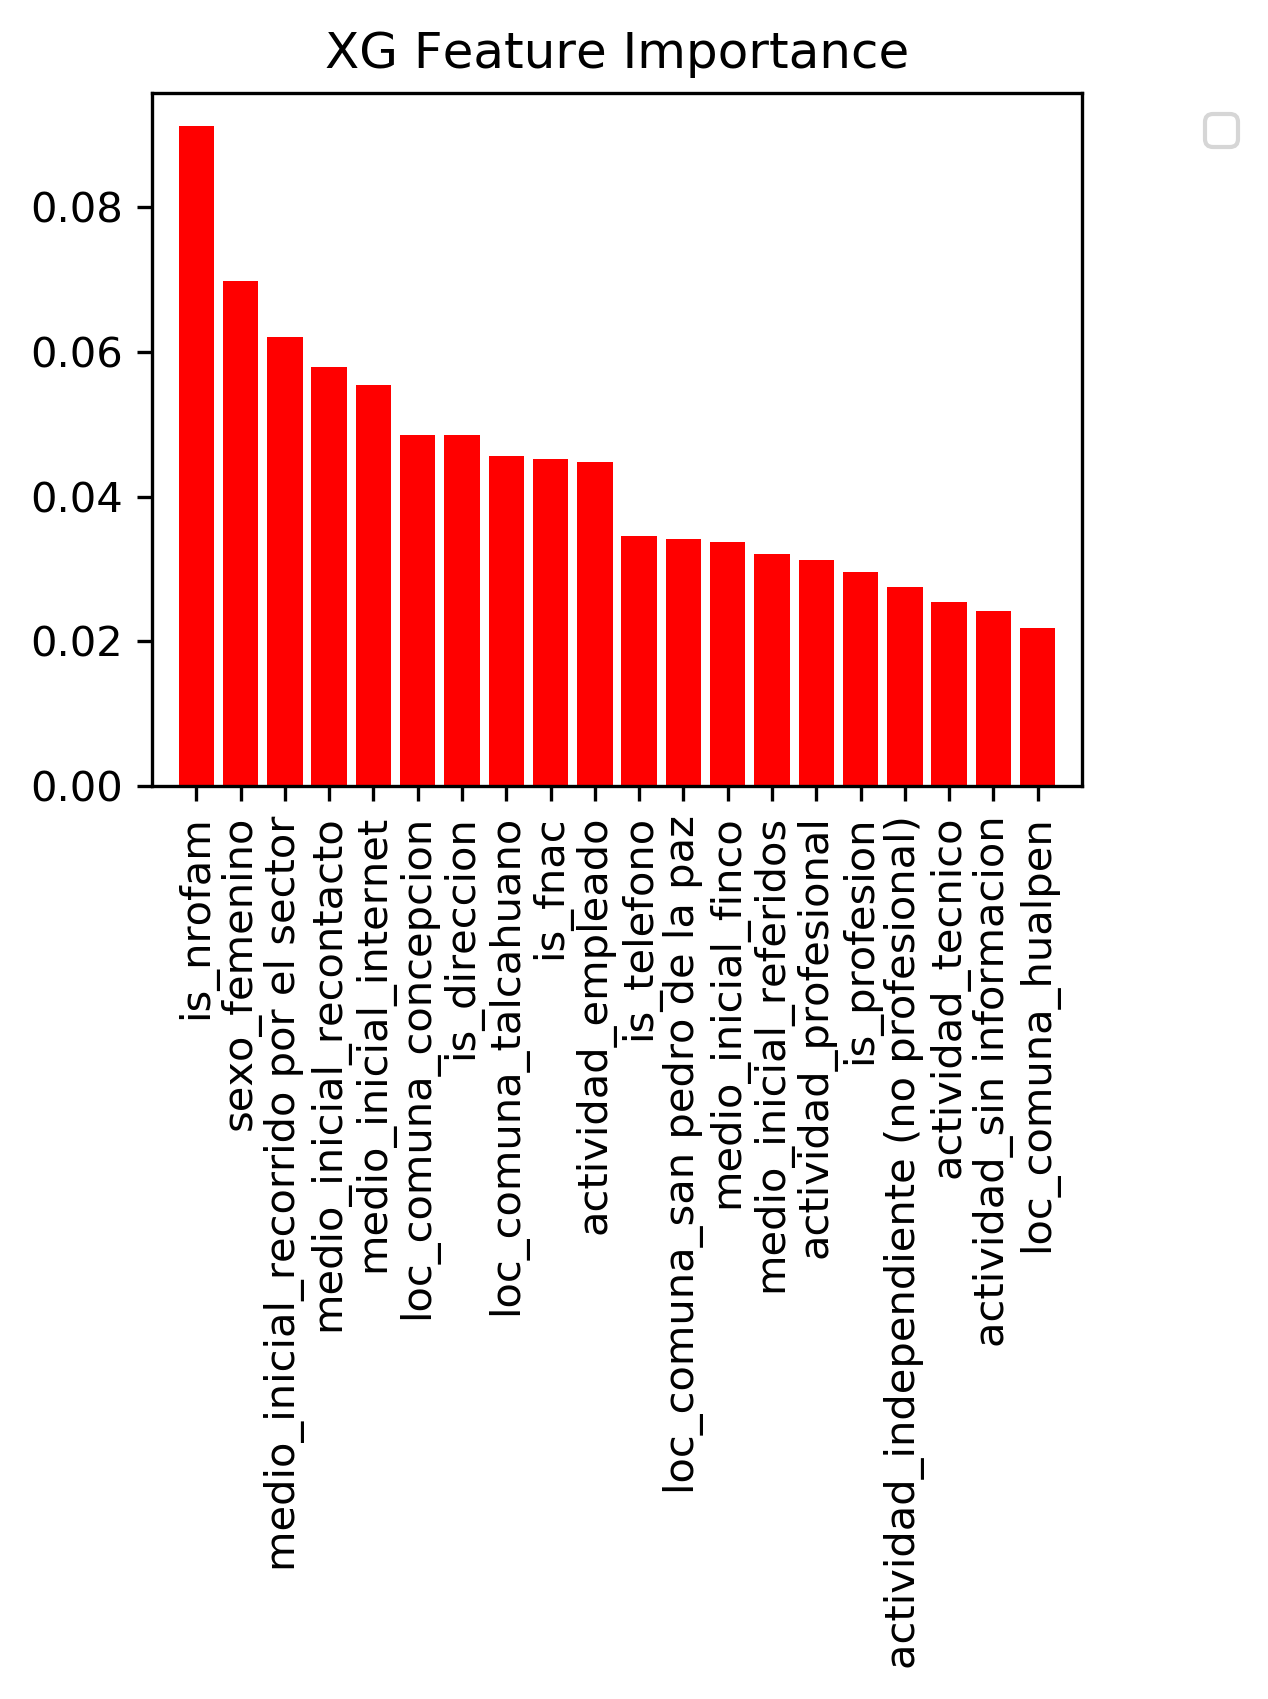 XG Feature Importance
0.08
0.06
0.04
0.02
0.00
is_nrofam
sexo_femenino
medio_inicial_recorrido por el sector
medio_inicial_recontacto
medio_inicial_internet
loc_comuna_concepcion
is_direccion
loc_comuna_talcahuano
is_fnac
actividad_empleado
is_telefono
loc_comuna_san pedro de la paz
medio_inicial_finco
medio_inicial_referidos
actividad_profesional
is_profesion
actividad_independiente (no profesional)
actividad_tecnico
actividad_sin informacion
loc_comuna_hualpen